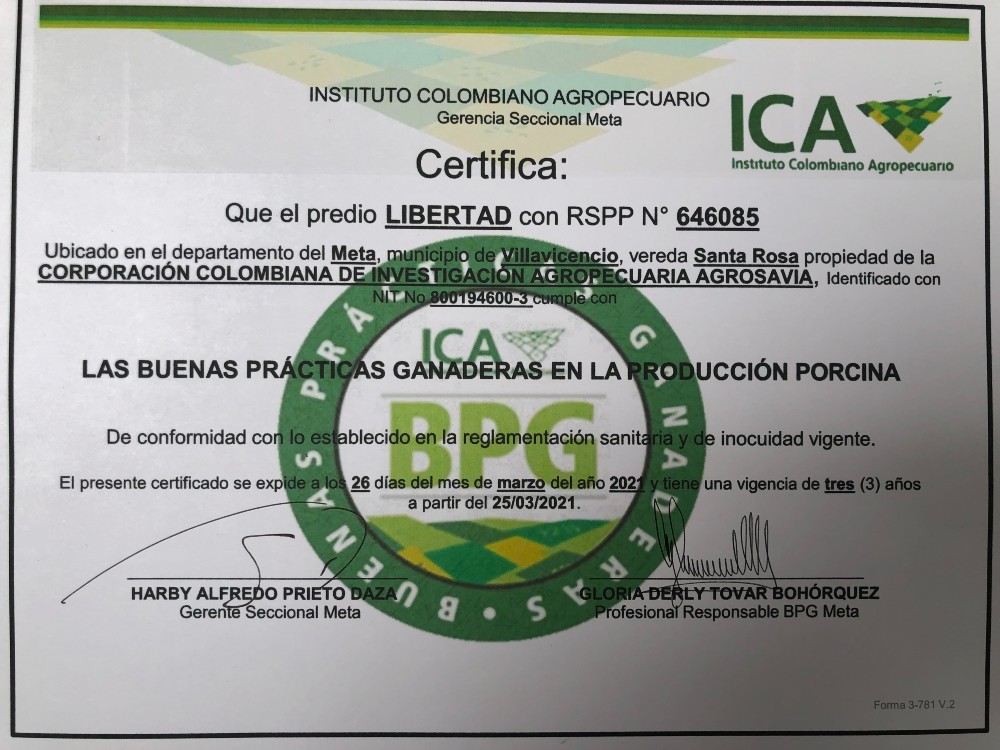 INSTITUTO COLOMBIANO AGROPECUARIO
Gerencia Seccional Meta
ICA
Instituto Colombiano Agropecuario
Certifica:
Que el predio LIBERTAD con RSPP N° 646085
Ubicado en el departamento del Meta, municipio de Villavicencio, vereda Santa Rosa propiedad de la
CORPORACIÓN COLOMBIANA DE INVESTIGACIÓN AGROPECUARIA AGROSAVIA, Identificado con
NIT No 800194600-3 cumple con
BUENAS PRÁCTICAS GANADERAS •
ICA
LAS BUENAS PRÁCTICAS GANADERAS EN LA PRODUCCIÓN PORCINA
BPG
De conformidad con lo establecido en la reglamentación sanitaria y de inocuidad vigente.
El presente certificado se expide a los 26 días del mes de marzo del año 2021 y tiene una vigencia de tres (3) años
a partir del 25/03/2021.
HARBY ALFREDO PRIETO DAZA
Gerente Seccional Meta
GLORIA DERLY TOVAR BOHÓRQUEZ
Profesional Responsable BPG Meta
Forma 3-781 V.2